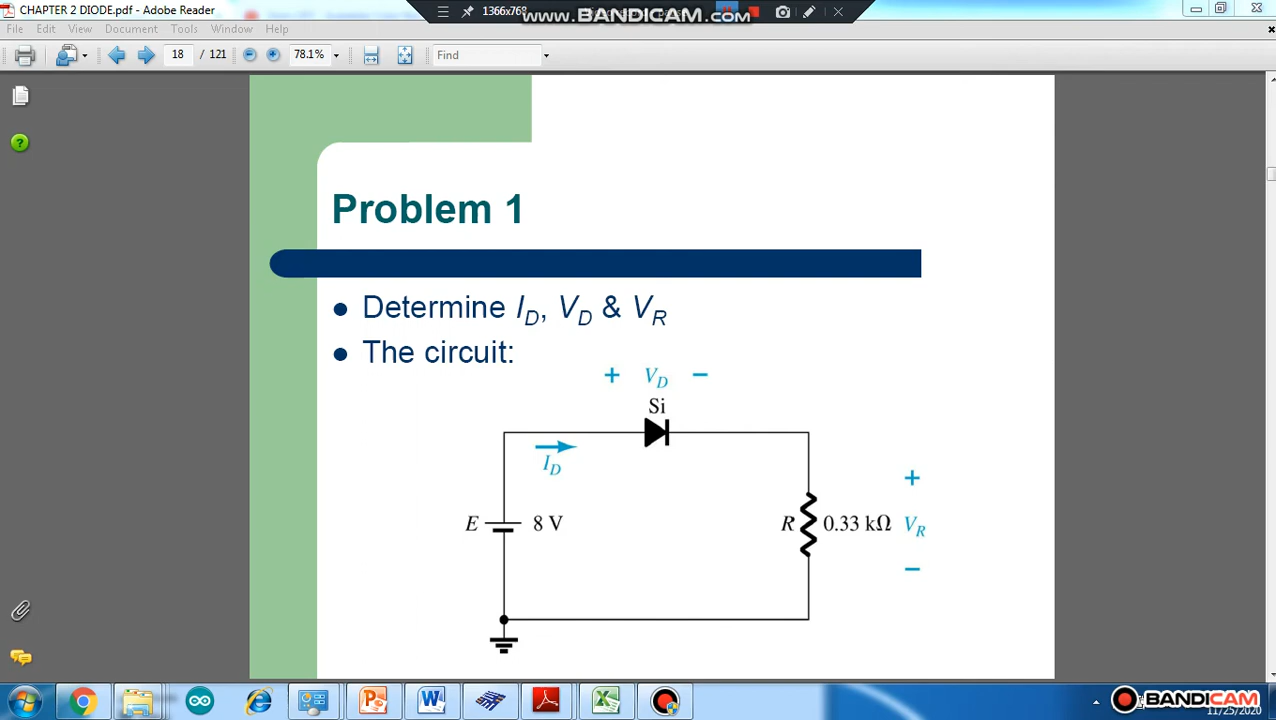 CHAPTER 2 DIODE.pdf - Adobe Reader
1366x768
www.BANDICAM.com
File Edit View Document Tools Window Help
18 / 121 78.1% Find
Problem 1
Determine I_D, V_D & V_R
The circuit:
+ V_D −
Si
I_D
+
E 8 V R 0.33 kΩ V_R
−
BANDICAM
11/25/2020